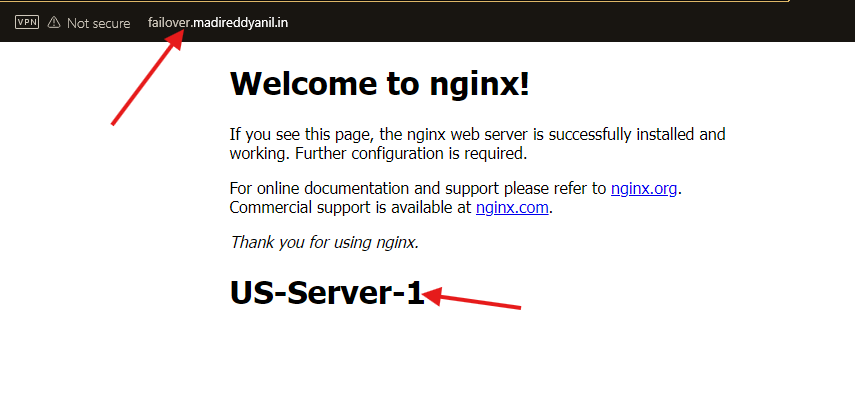 VPN Not secure failover.madireddyanil.in
Welcome to nginx!
If you see this page, the nginx web server is successfully installed and
working. Further configuration is required.
For online documentation and support please refer to nginx.org.
Commercial support is available at nginx.com.
Thank you for using nginx.
US-Server-1